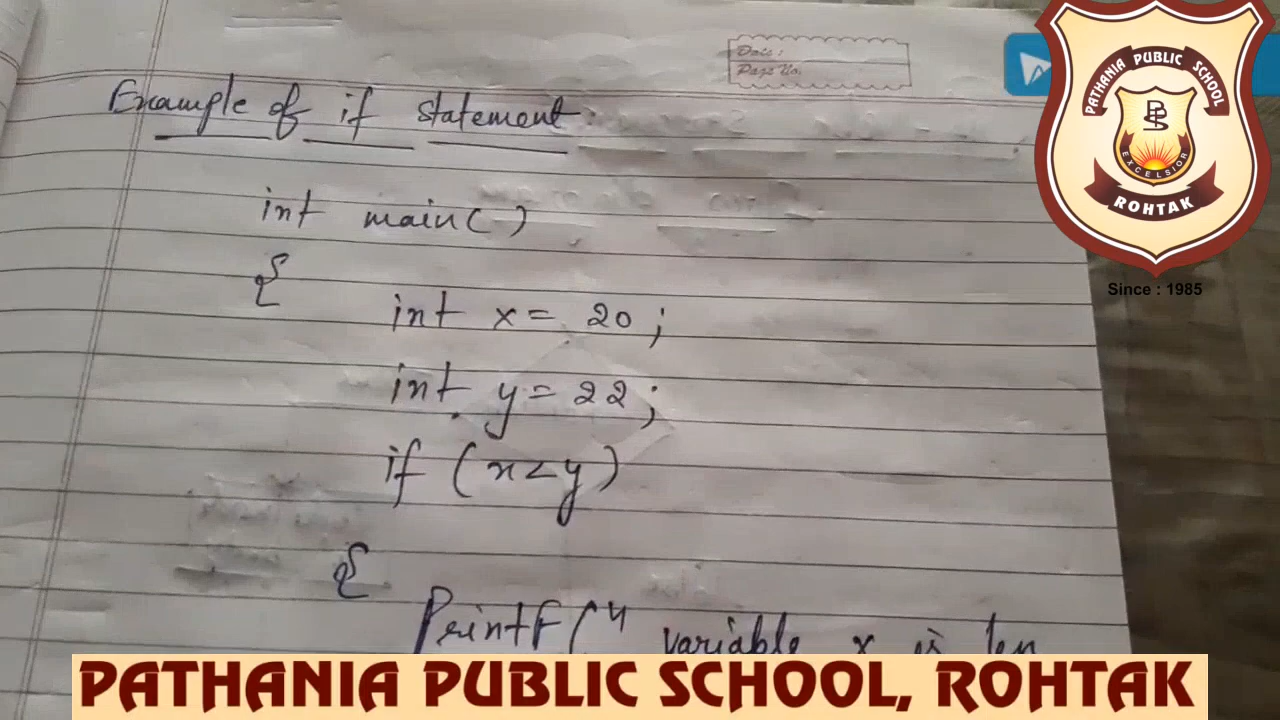 Date :
Page No.
Example of if statement:
int main( )
{
int x = 20 ;
int y = 22 ;
if (x<y)
{
Printf(" variable x is
PATHANIA PUBLIC SCHOOL
PBS
EXCELSIOR
ROHTAK
Since : 1985
PATHANIA PUBLIC SCHOOL, ROHTAK